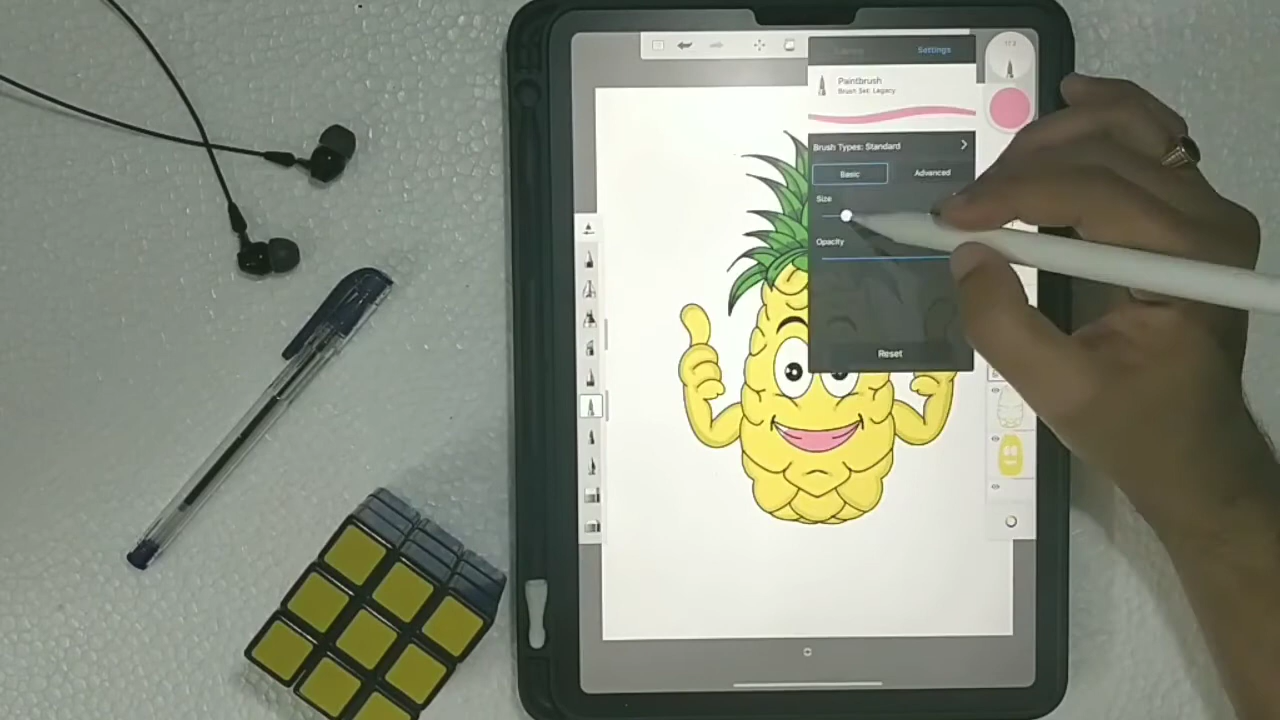 Settings
Paintbrush
Brush Set: Legacy
Brush Types: Standard
Basic
Advanced
Size
Opacity
Reset